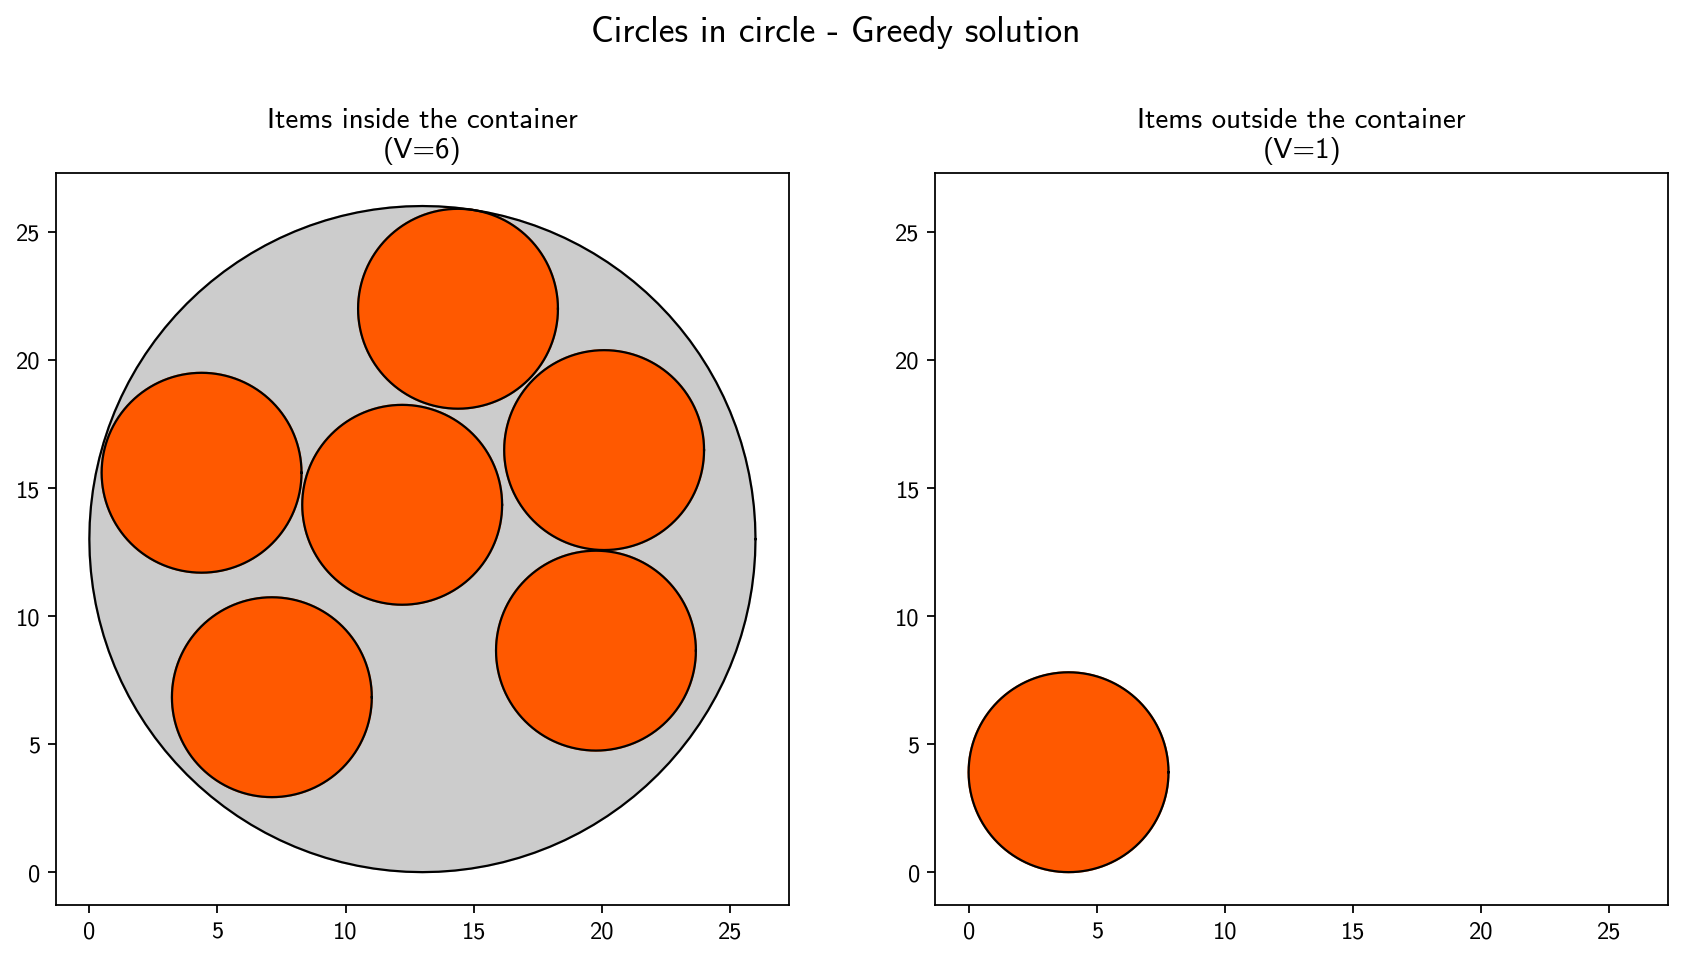 Circles in circle - Greedy solution
Items inside the container
(V=6)
25
20
15
10
5
0
0 5 10 15 20 25
Items outside the container
(V=1)
25
20
15
10
5
0
0 5 10 15 20 25